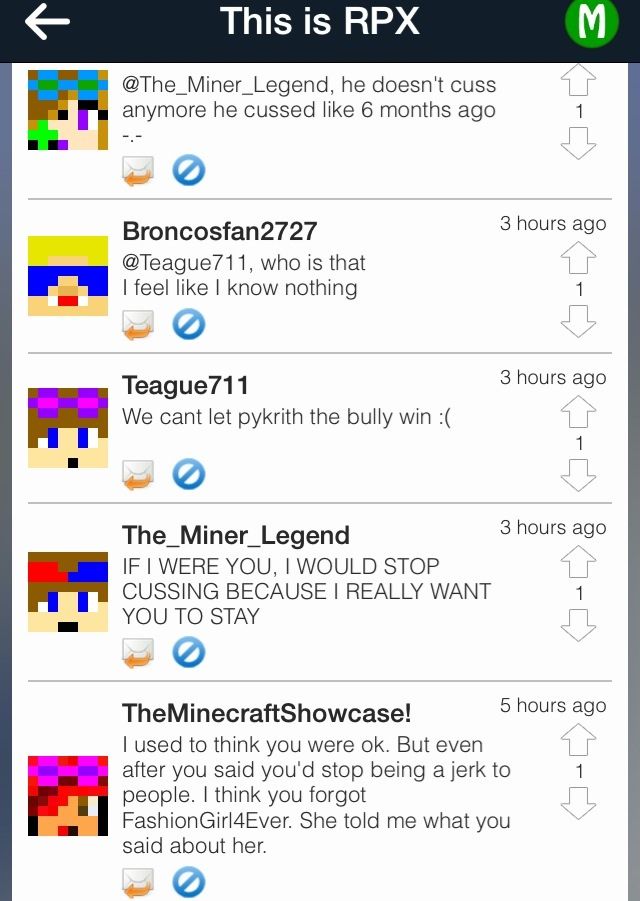 This is RPX
M
@The_Miner_Legend, he doesn't cuss
anymore he cussed like 6 months ago
-.-
1
Broncosfan2727
3 hours ago
@Teague711, who is that
I feel like I know nothing
1
Teague711
3 hours ago
We cant let pykrith the bully win :(
1
The_Miner_Legend
3 hours ago
IF I WERE YOU, I WOULD STOP
CUSSING BECAUSE I REALLY WANT
YOU TO STAY
1
TheMinecraftShowcase!
5 hours ago
I used to think you were ok. But even
after you said you'd stop being a jerk to
people. I think you forgot
FashionGirl4Ever. She told me what you
said about her.
1